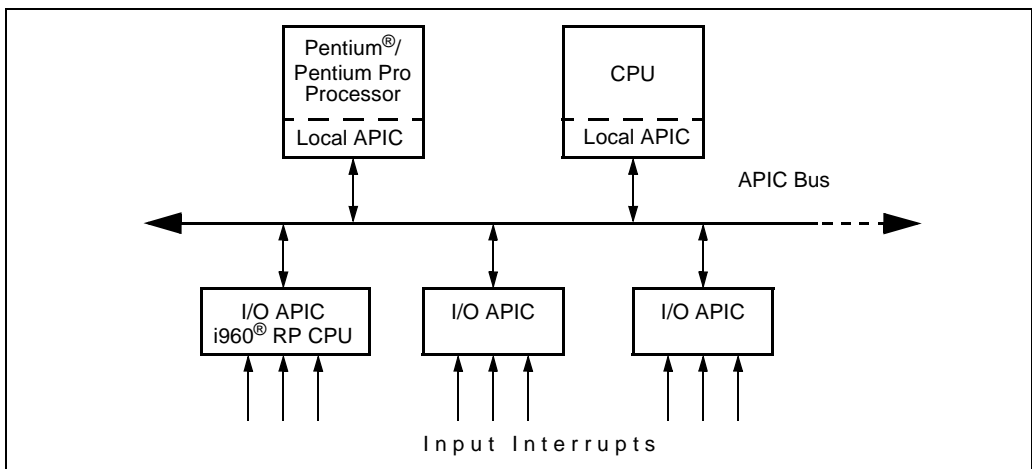 Pentium®/
Pentium Pro
Processor
Local APIC
CPU
Local APIC
APIC Bus
I/O APIC
i960® RP CPU
I/O APIC
I/O APIC
Input Interrupts